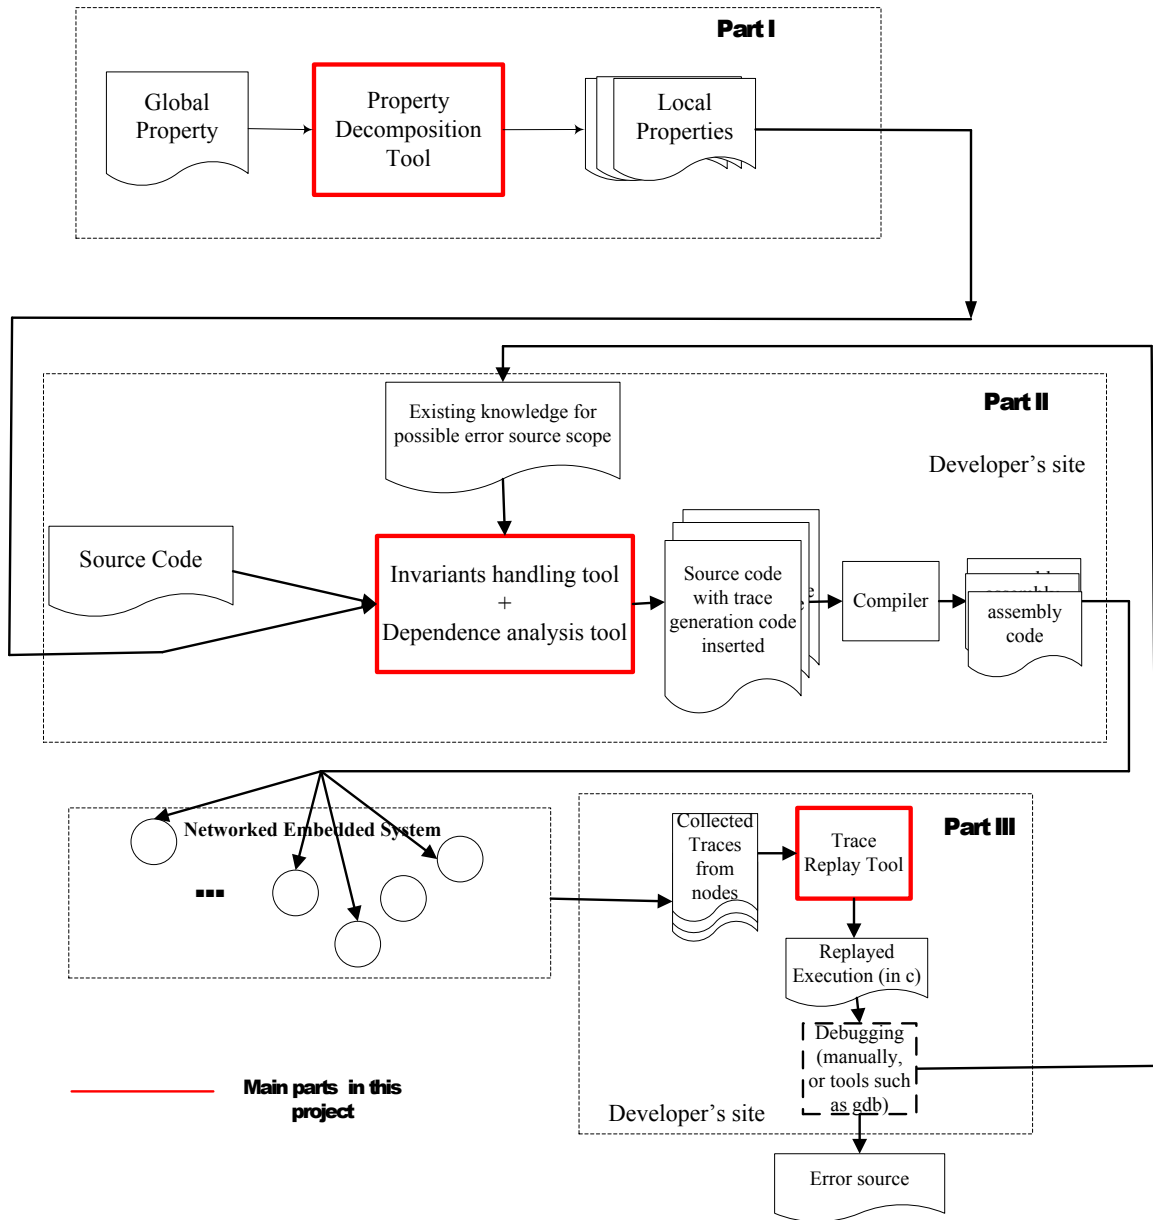 Part I
Global
Property
Property
Decomposition
Tool
Local
Properties
Part II
Existing knowledge for
possible error source scope
Developer's site
Source Code
Invariants handling tool
+
Dependence analysis tool
Source code
with trace
generation code
inserted
Compiler
assembly
code
Networked Embedded System
...
Collected
Traces
from
nodes
Trace
Replay Tool
Part III
Replayed
Execution (in c)
Debugging
(manually,
or tools such
as gdb)
Main parts in this
project
Developer's site
Error source